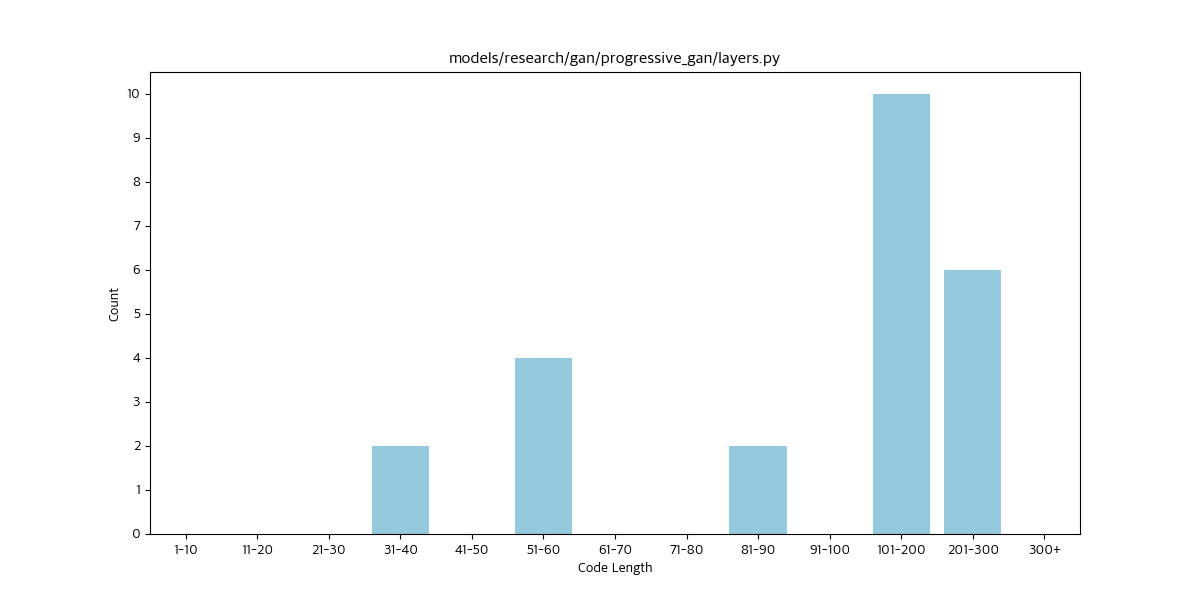 models/research/gan/progressive_gan/layers.py
10
9
8
7
6
5
4
3
2
1
0
Count
1-10 11-20 21-30 31-40 41-50 51-60 61-70 71-80 81-90 91-100 101-200 201-300 300+
Code Length